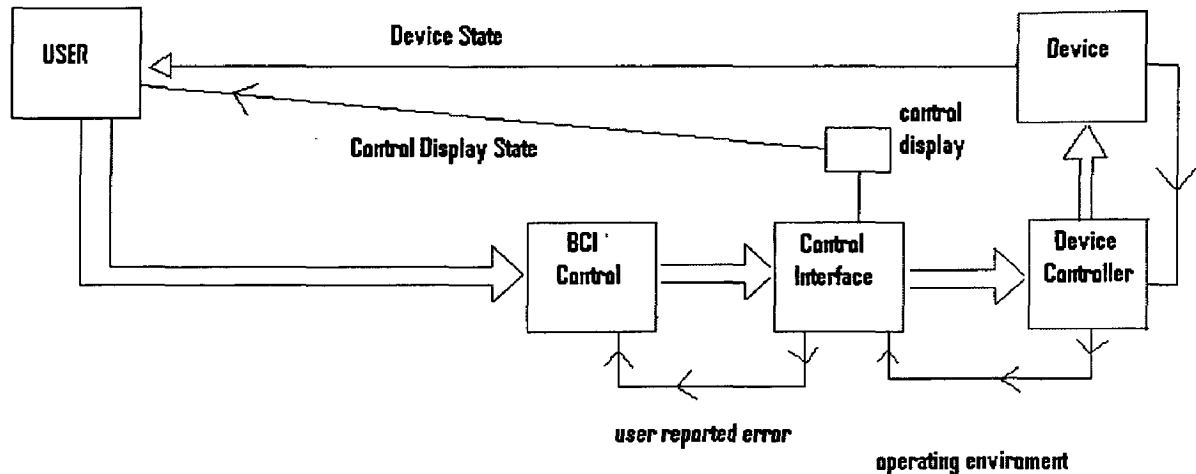 USER
Device State
Device
control
display
Control Display State
BCI
Control
Control
Interface
Device
Controller
user reported error
operating enviroment